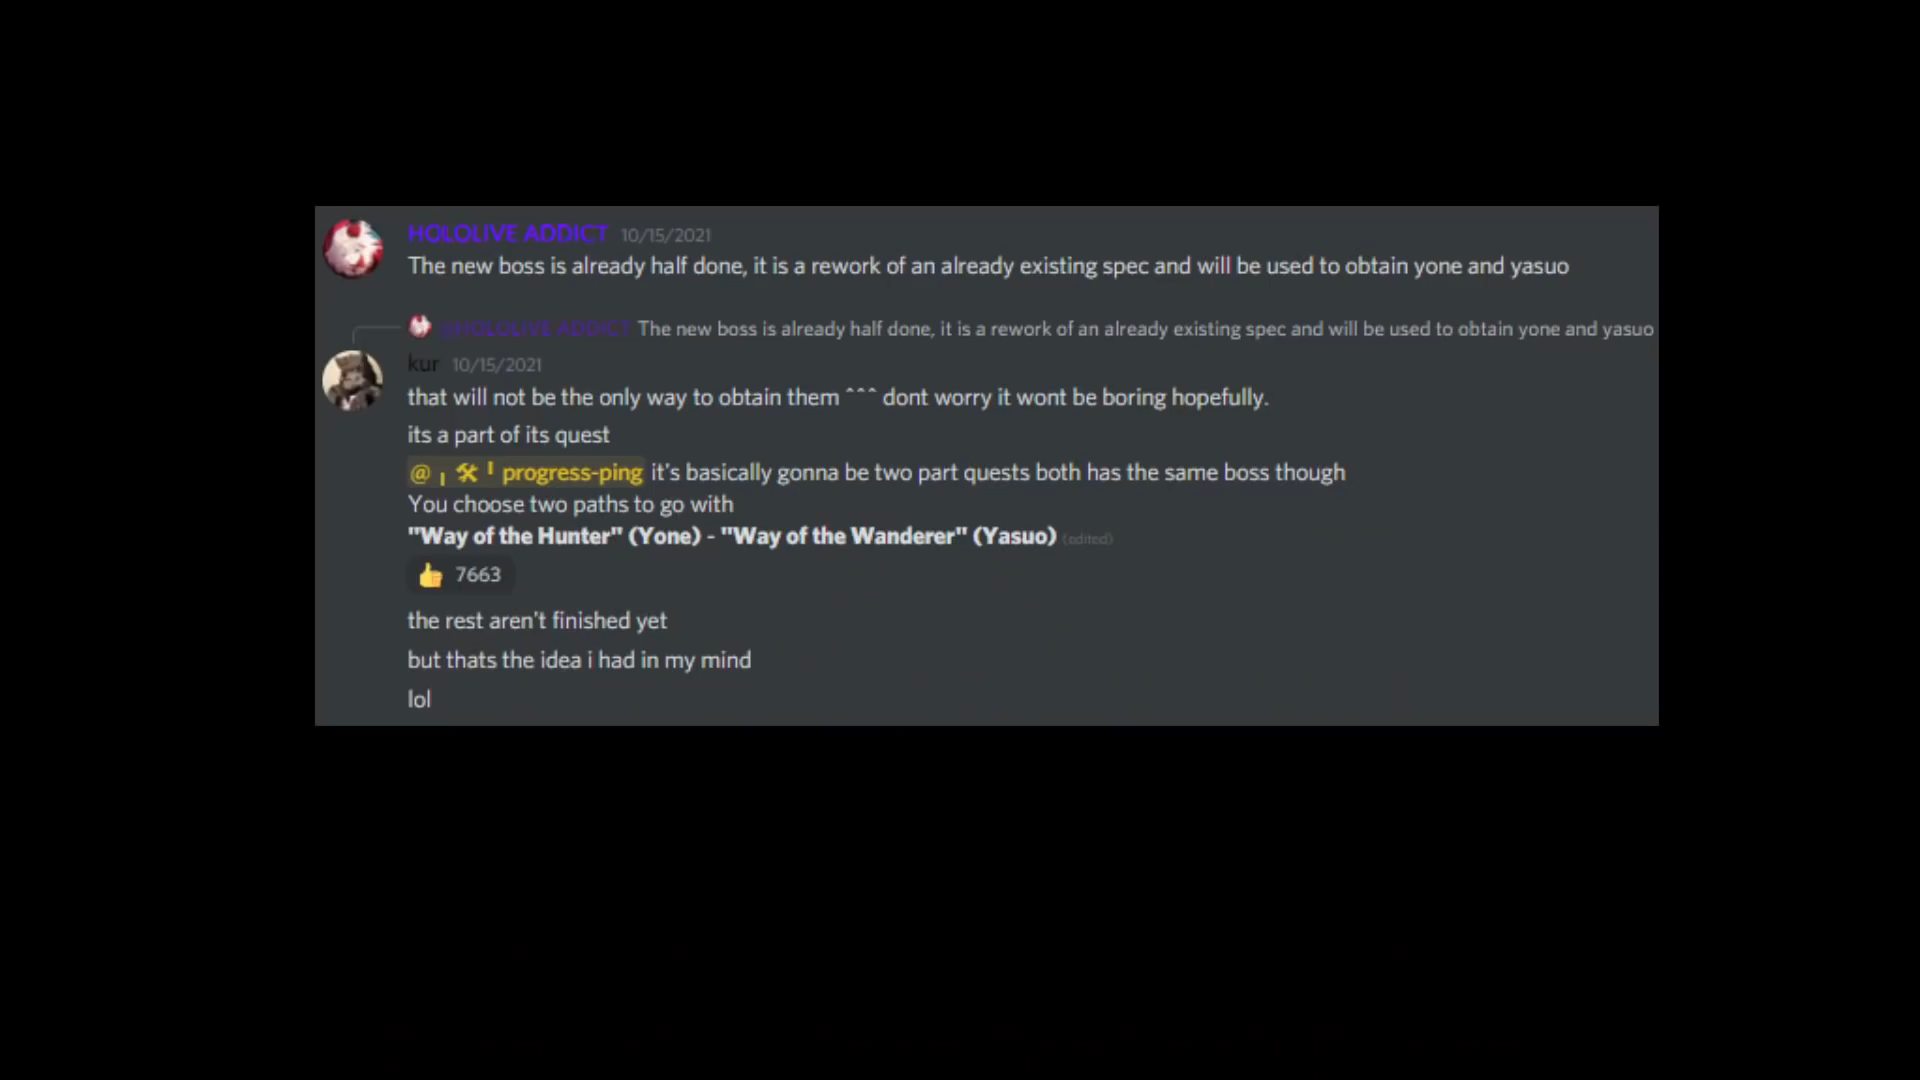 HOLOLIVE ADDICT 10/15/2021
The new boss is already half done, it is a rework of an already existing spec and will be used to obtain yone and yasuo
@HOLOLIVE ADDICT The new boss is already half done, it is a rework of an already existing spec and will be used to obtain yone and yasuo
kur 10/15/2021
that will not be the only way to obtain them ^^^ dont worry it wont be boring hopefully.
its a part of its quest
@╷🛠╵progress-ping it's basically gonna be two part quests both has the same boss though
You choose two paths to go with
"Way of the Hunter" (Yone) - "Way of the Wanderer" (Yasuo) (edited)
👍 7663
the rest aren't finished yet
but thats the idea i had in my mind
lol